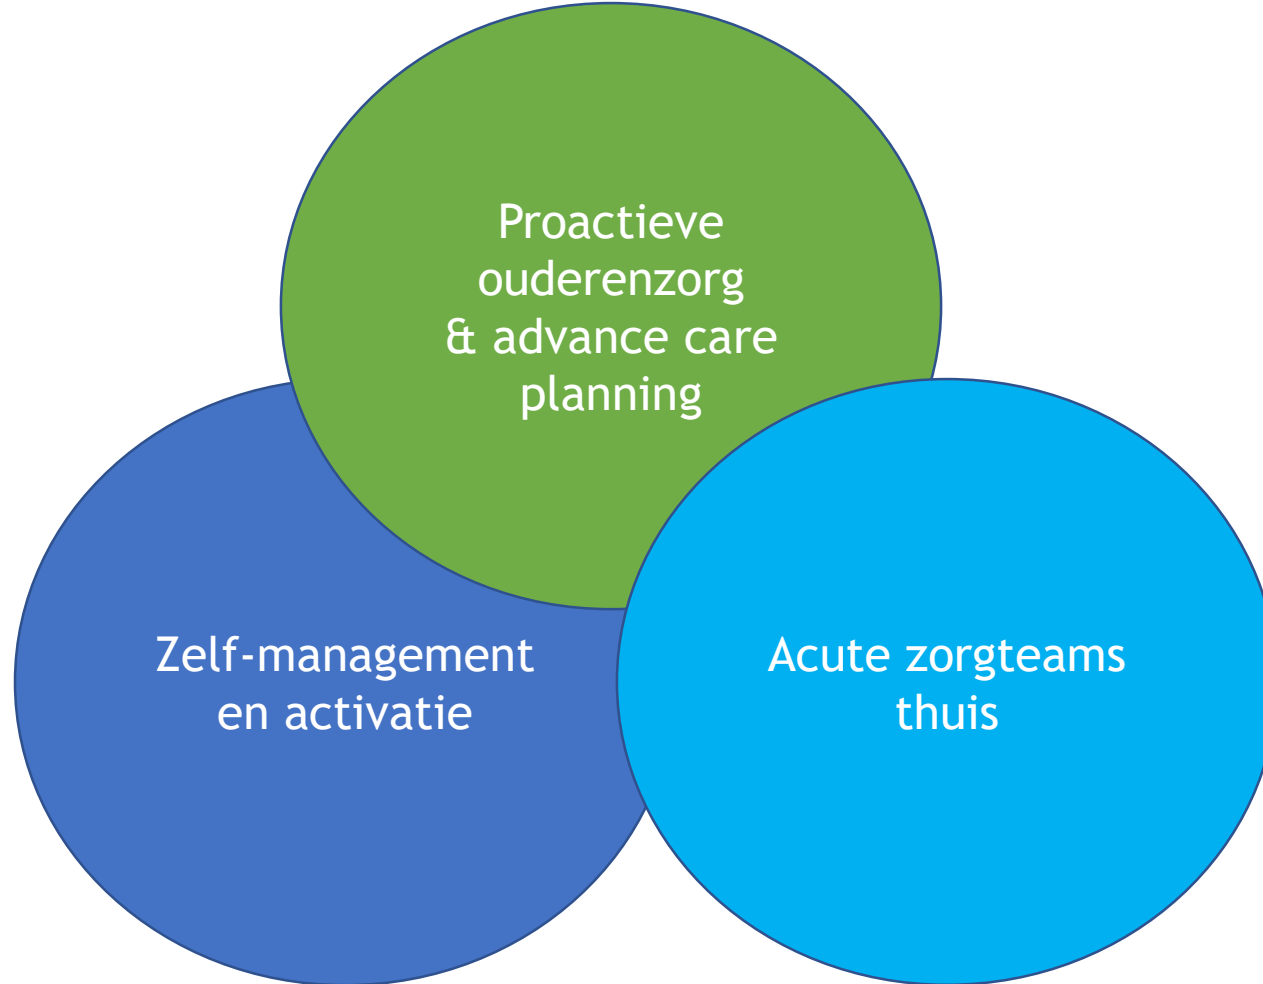 Proactieve
ouderenzorg
& advance care
planning
Zelf-management
en activatie
Acute zorgteams
thuis